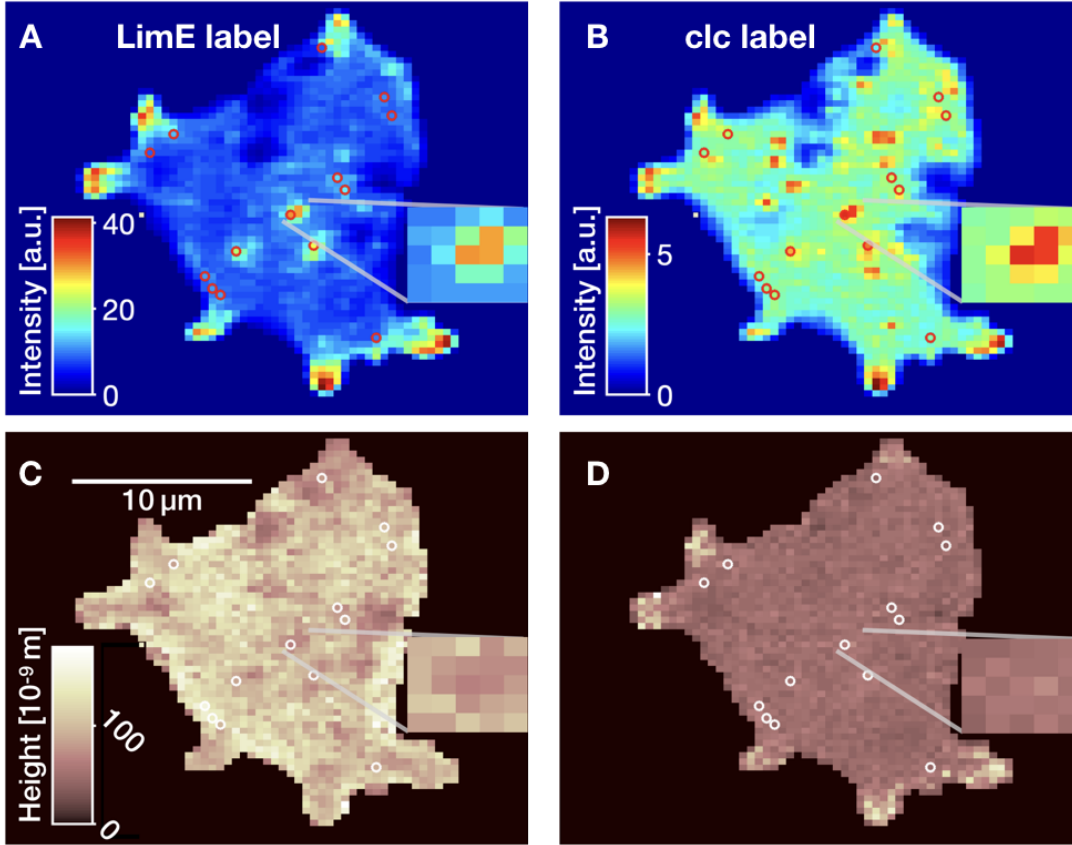 A
LimE label
Intensity [a.u.]
40
20
0
B
clc label
Intensity [a.u.]
5
0
C
10 µm
Height [10⁻⁹ m]
100
0
D